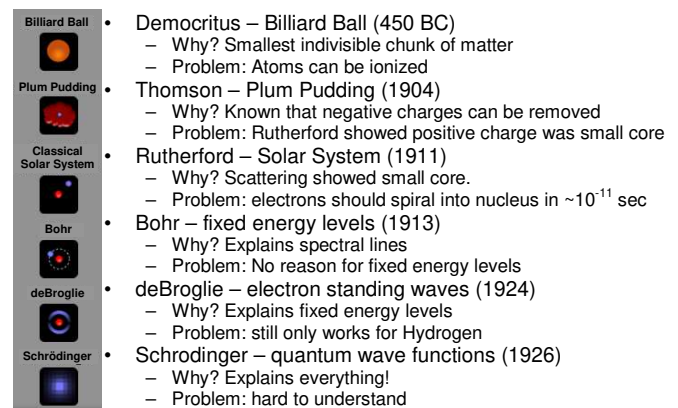 Billiard Ball
• Democritus – Billiard Ball (450 BC)
– Why? Smallest indivisible chunk of matter
– Problem: Atoms can be ionized
Plum Pudding
• Thomson – Plum Pudding (1904)
– Why? Known that negative charges can be removed
– Problem: Rutherford showed positive charge was small core
Classical
Solar System
• Rutherford – Solar System (1911)
– Why? Scattering showed small core.
– Problem: electrons should spiral into nucleus in ~10⁻¹¹ sec
Bohr
• Bohr – fixed energy levels (1913)
– Why? Explains spectral lines
– Problem: No reason for fixed energy levels
deBroglie
• deBroglie – electron standing waves (1924)
– Why? Explains fixed energy levels
– Problem: still only works for Hydrogen
Schrödinger
• Schrodinger – quantum wave functions (1926)
– Why? Explains everything!
– Problem: hard to understand